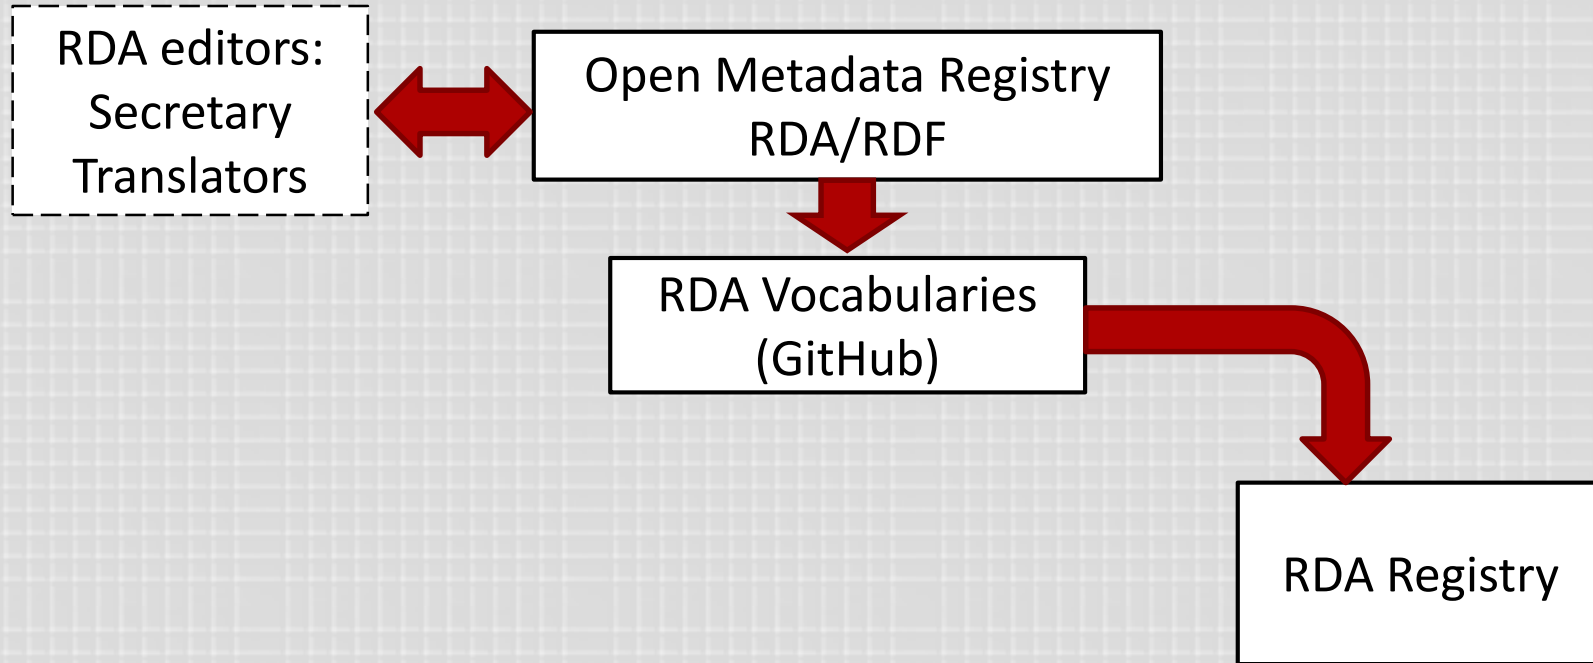 RDA editors:
Secretary
Translators
Open Metadata Registry
RDA/RDF
RDA Vocabularies
(GitHub)
RDA Registry